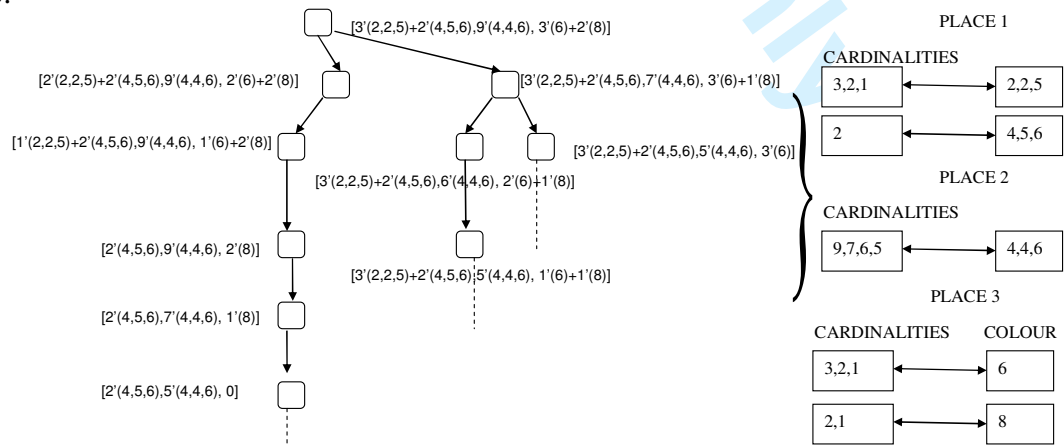 [3'(2,2,5)+2'(4,5,6),9'(4,4,6), 3'(6)+2'(8)]
[2'(2,2,5)+2'(4,5,6),9'(4,4,6), 2'(6)+2'(8)]
[3'(2,2,5)+2'(4,5,6),7'(4,4,6), 3'(6)+1'(8)]
[1'(2,2,5)+2'(4,5,6),9'(4,4,6), 1'(6)+2'(8)]
[3'(2,2,5)+2'(4,5,6),5'(4,4,6), 3'(6)]
[3'(2,2,5)+2'(4,5,6),6'(4,4,6), 2'(6)+1'(8)]
[2'(4,5,6),9'(4,4,6), 2'(8)]
[3'(2,2,5)+2'(4,5,6),5'(4,4,6), 1'(6)+1'(8)]
[2'(4,5,6),7'(4,4,6), 1'(8)]
[2'(4,5,6),5'(4,4,6), 0]
PLACE 1
CARDINALITIES
3,2,1 2,2,5
2 4,5,6
PLACE 2
CARDINALITIES
9,7,6,5 4,4,6
PLACE 3
CARDINALITIES COLOUR
3,2,1 6
2,1 8